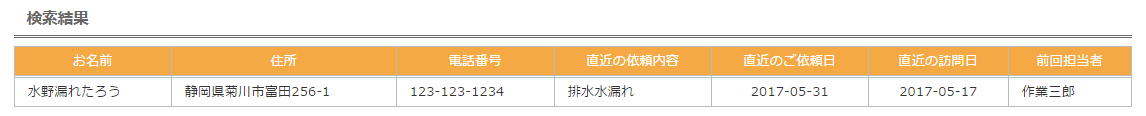 検索結果
お名前 住所 電話番号 直近の依頼内容 直近のご依頼日 直近の訪問日 前回担当者
水野漏れたろう 静岡県菊川市富田256-1 123-123-1234 排水水漏れ 2017-05-31 2017-05-17 作業三郎